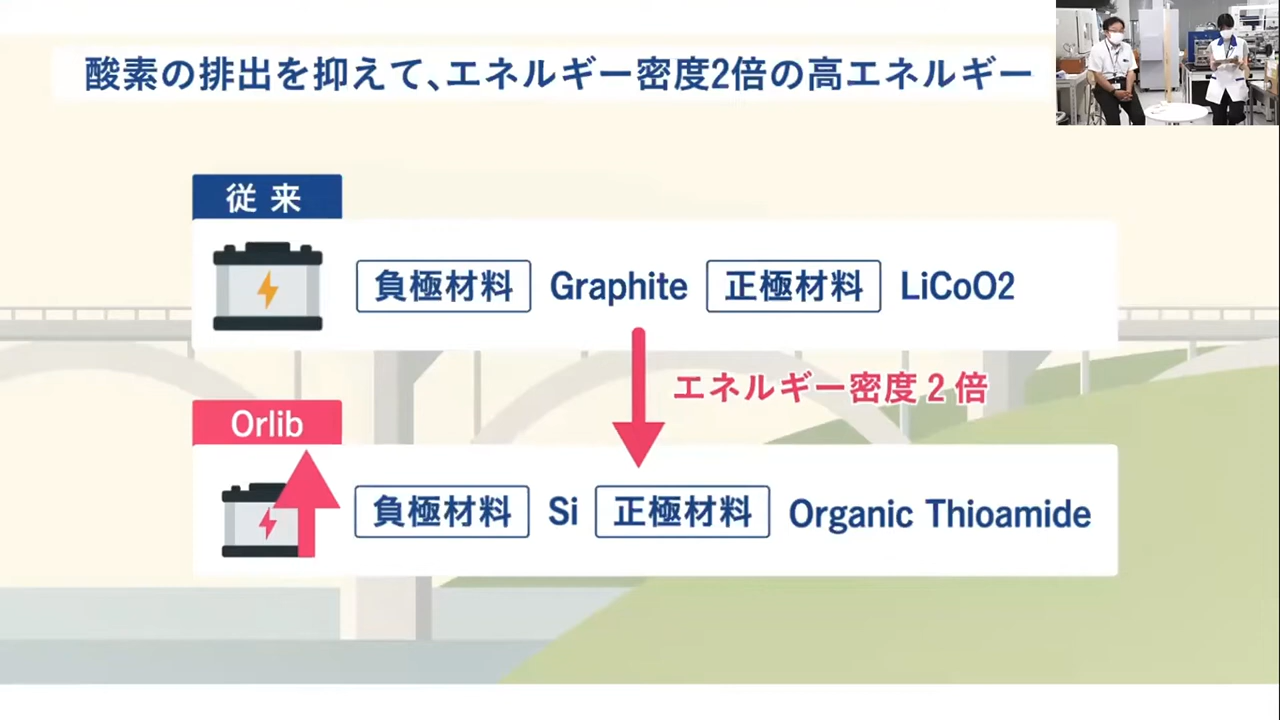 酸素の排出を抑えて、エネルギー密度2倍の高エネルギー
従来
負極材料 Graphite 正極材料 LiCoO2
エネルギー密度2倍
Orlib
負極材料 Si 正極材料 Organic Thioamide